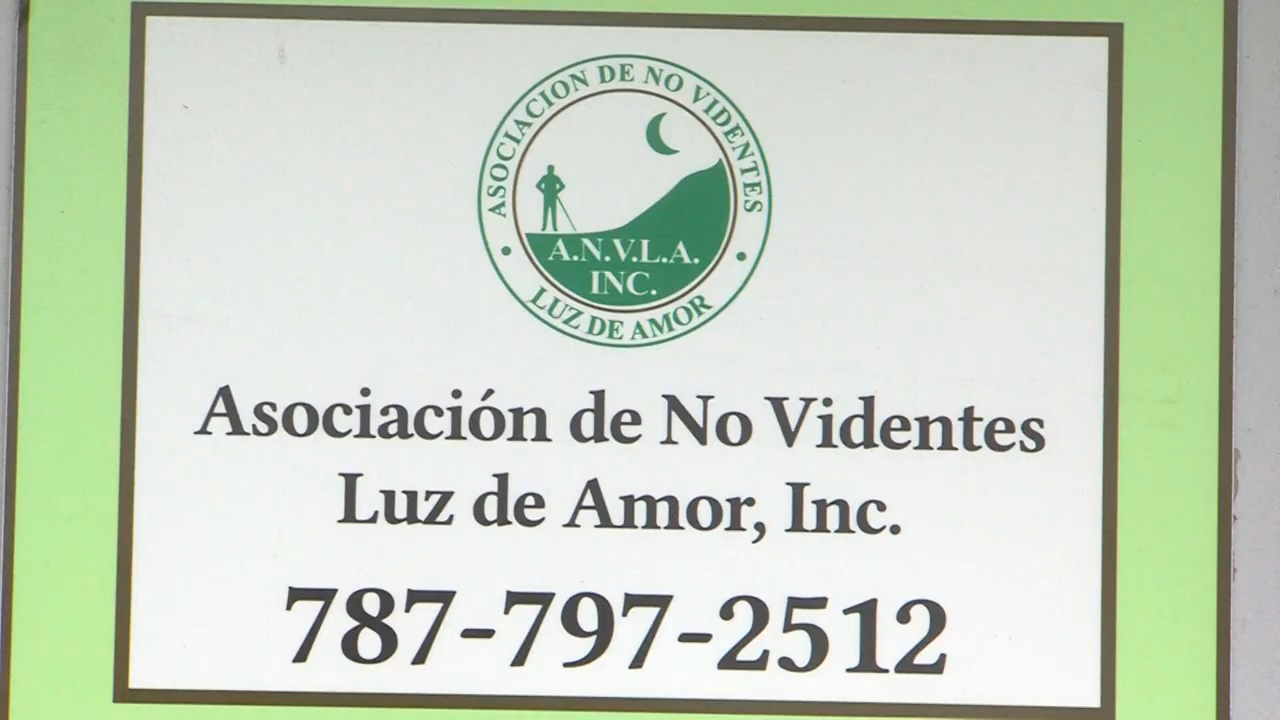 ASOCIACION DE NO VIDENTES
A.N.V.L.A.
INC.
LUZ DE AMOR
Asociación de No Videntes
Luz de Amor, Inc.
787-797-2512